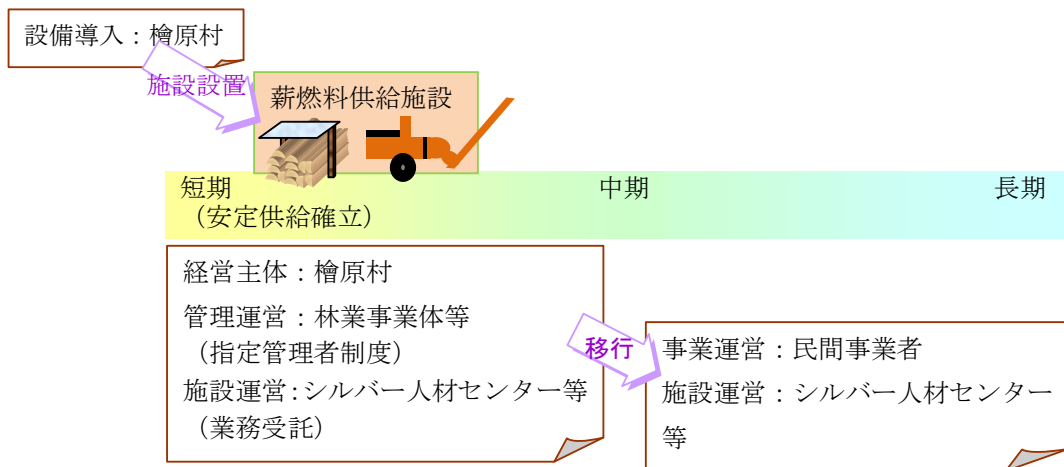 設備導入：檜原村
施設設置
薪燃料供給施設
短期
（安定供給確立）
中期
長期
経営主体：檜原村
管理運営：林業事業体等
（指定管理者制度）
施設運営：シルバー人材センター等
（業務受託）
移行
事業運営：民間事業者
施設運営：シルバー人材センター
等